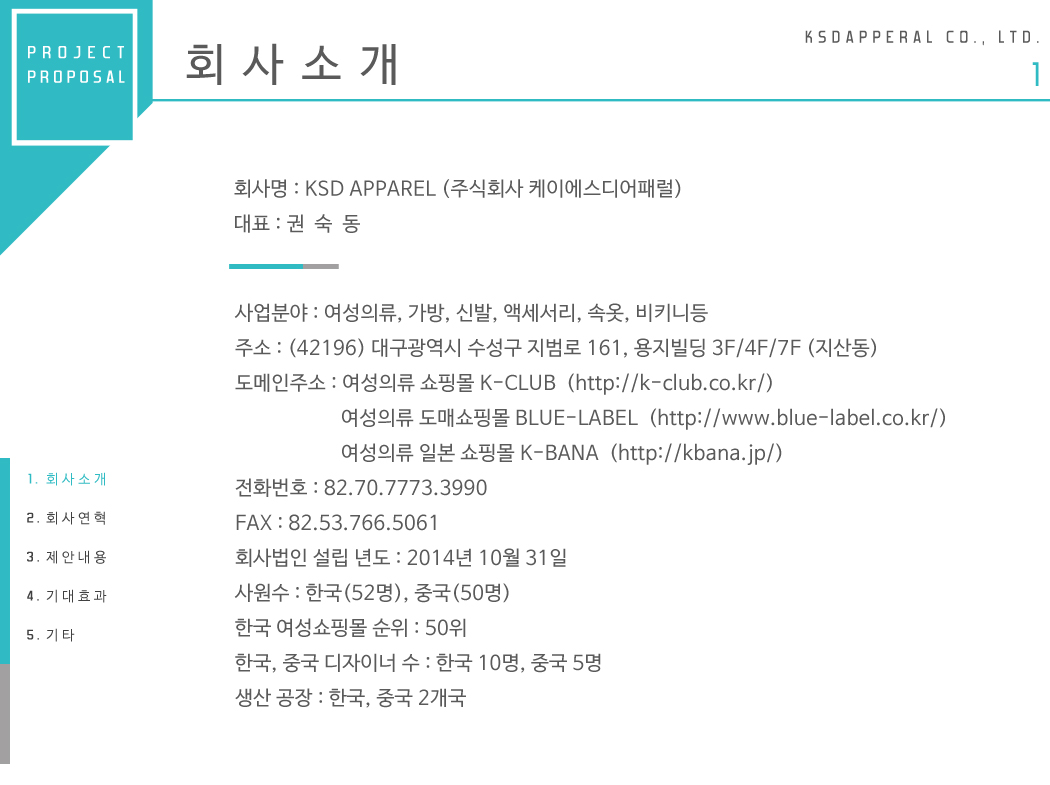 PROJECT
PROPOSAL
회사소개
KSDAPPERAL CO., LTD.
1
회사명 : KSD APPAREL (주식회사 케이에스디어패럴)
대표 : 권 숙 동
사업분야 : 여성의류, 가방, 신발, 액세서리, 속옷, 비키니등
주소 : (42196) 대구광역시 수성구 지범로 161, 용지빌딩 3F/4F/7F (지산동)
도메인주소 : 여성의류 쇼핑몰 K-CLUB (http://k-club.co.kr/)
여성의류 도매쇼핑몰 BLUE-LABEL (http://www.blue-label.co.kr/)
여성의류 일본 쇼핑몰 K-BANA (http://kbana.jp/)
전화번호 : 82.70.7773.3990
FAX : 82.53.766.5061
회사법인 설립 년도 : 2014년 10월 31일
사원수 : 한국(52명), 중국(50명)
한국 여성쇼핑몰 순위 : 50위
한국, 중국 디자이너 수 : 한국 10명, 중국 5명
생산 공장 : 한국, 중국 2개국
1. 회사소개
2. 회사연혁
3. 제안내용
4. 기대효과
5. 기타